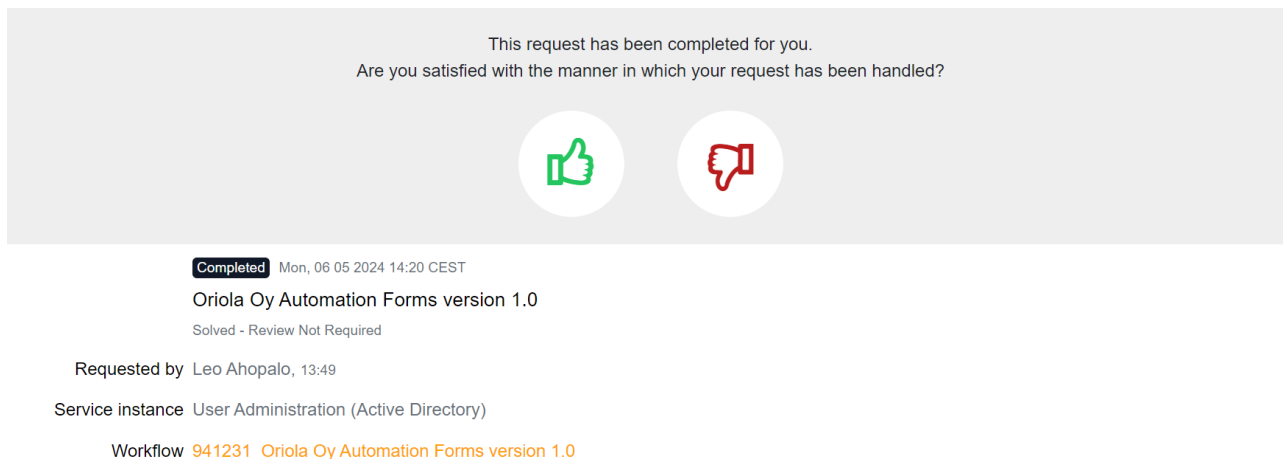 This request has been completed for you.
Are you satisfied with the manner in which your request has been handled?
Completed Mon, 06 05 2024 14:20 CEST
Oriola Oy Automation Forms version 1.0
Solved - Review Not Required
Requested by Leo Ahopalo, 13:49
Service instance User Administration (Active Directory)
Workflow 941231 Oriola Oy Automation Forms version 1.0